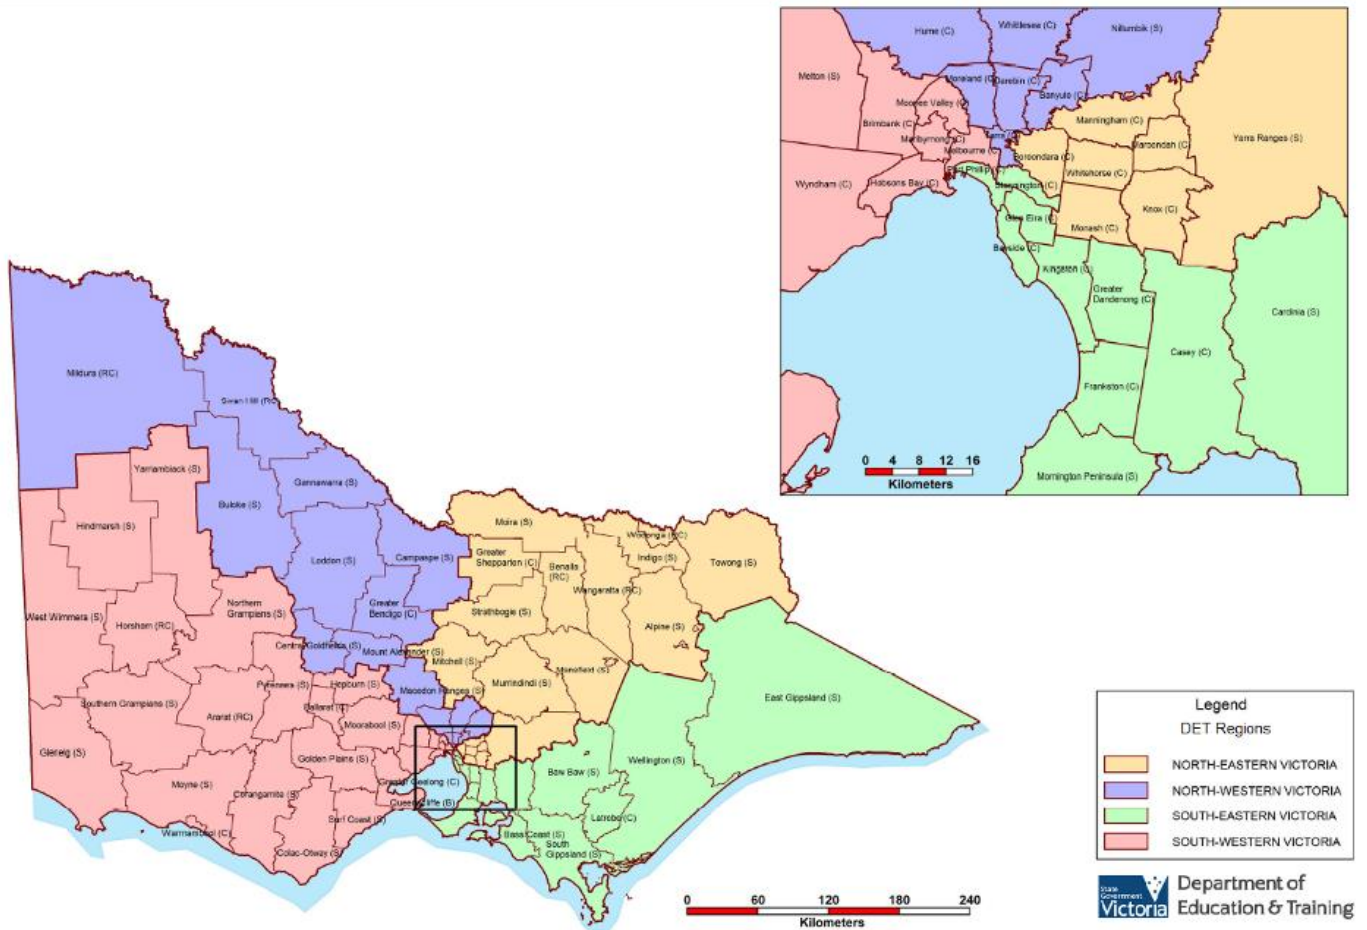 Hume (C)
Whittlesea (C)
Nillumbik (S)
Melton (S)
Moreland (C)
Darebin (C)
Banyule (C)
Moonee Valley (C)
Brimbank (C)
Maribyrnong (C)
Manningham (C)
Maroondah (C)
Yarra Ranges (S)
Yarra (C)
Melbourne (C)
Boroondara (C)
Whitehorse (C)
Wyndham (C)
Hobsons Bay (C)
Port Phillip (C)
Stonnington (C)
Knox (C)
Glen Eira (C)
Monash (C)
Bayside (C)
Kingston (C)
Greater
Dandenong (C)
Cardinia (S)
Casey (C)
Frankston (C)
Mornington Peninsula (S)
0 4 8 12 16
Kilometers
Mildura (RC)
Swan Hill (RC)
Yarriambiack (S)
Gannawarra (S)
Buloke (S)
Hindmarsh (S)
Moira (S)
Wodonga (RC)
Greater
Shepparton (C)
Benalla
(RC)
Indigo (S)
Towong (S)
Loddon (S)
Campaspe (S)
Wangaratta (RC)
Northern
Grampians (S)
Greater
Bendigo (C)
Strathbogie (S)
West Wimmera (S)
Horsham (RC)
Alpine (S)
Central Goldfields (S)
Mount Alexander (S)
Mitchell (S)
Mansfield (S)
Pyrenees (S)
Hepburn (S)
Macedon Ranges (S)
Murrindindi (S)
East Gippsland (S)
Southern Grampians (S)
Ararat (RC)
Ballarat (C)
Moorabool (S)
Glenelg (S)
Golden Plains (S)
Wellington (S)
Moyne (S)
Corangamite (S)
Greater Geelong (C)
Baw Baw (S)
Queenscliffe (B)
Surf Coast (S)
Latrobe (C)
Warrnambool (C)
Bass Coast (S)
South
Gippsland (S)
Colac-Otway (S)
0 60 120 180 240
Kilometers
Legend
DET Regions
NORTH-EASTERN VICTORIA
NORTH-WESTERN VICTORIA
SOUTH-EASTERN VICTORIA
SOUTH-WESTERN VICTORIA
State
Government
Victoria
Department of
Education & Training